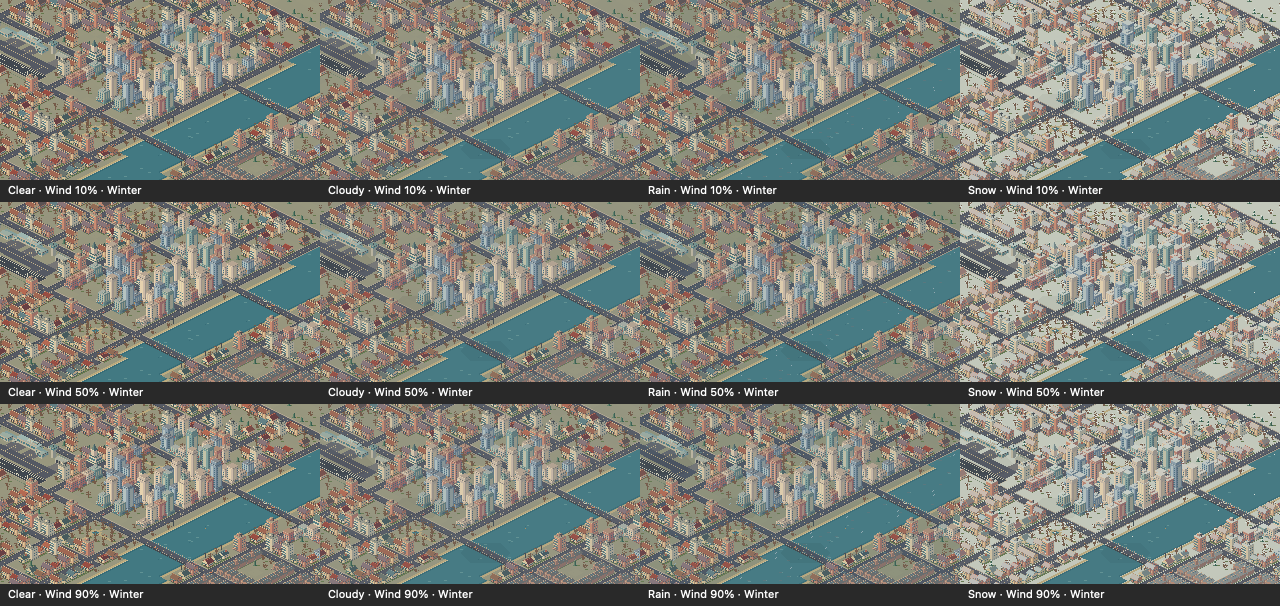 Clear · Wind 10% · Winter
Cloudy · Wind 10% · Winter
Rain · Wind 10% · Winter
Snow · Wind 10% · Winter
Clear · Wind 50% · Winter
Cloudy · Wind 50% · Winter
Rain · Wind 50% · Winter
Snow · Wind 50% · Winter
Clear · Wind 90% · Winter
Cloudy · Wind 90% · Winter
Rain · Wind 90% · Winter
Snow · Wind 90% · Winter